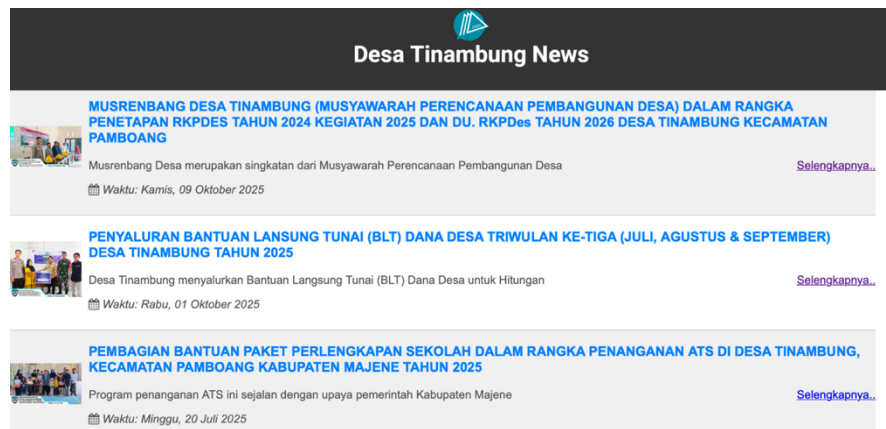 Desa Tinambung News
MUSRENBANG DESA TINAMBUNG (MUSYAWARAH PERENCANAAN PEMBANGUNAN DESA) DALAM RANGKA
PENETAPAN RKPDES TAHUN 2024 KEGIATAN 2025 DAN DU. RKPDes TAHUN 2026 DESA TINAMBUNG KECAMATAN
PAMBOANG
Musrenbang Desa merupakan singkatan dari Musyawarah Perencanaan Pembangunan Desa
Selengkapnya..
Waktu: Kamis, 09 Oktober 2025
PENYALURAN BANTUAN LANSUNG TUNAI (BLT) DANA DESA TRIWULAN KE-TIGA (JULI, AGUSTUS & SEPTEMBER)
DESA TINAMBUNG TAHUN 2025
Desa Tinambung menyalurkan Bantuan Langsung Tunai (BLT) Dana Desa untuk Hitungan
Selengkapnya..
Waktu: Rabu, 01 Oktober 2025
PEMBAGIAN BANTUAN PAKET PERLENGKAPAN SEKOLAH DALAM RANGKA PENANGANAN ATS DI DESA TINAMBUNG,
KECAMATAN PAMBOANG KABUPATEN MAJENE TAHUN 2025
Program penanganan ATS ini sejalan dengan upaya pemerintah Kabupaten Majene
Selengkapnya..
Waktu: Minggu, 20 Juli 2025